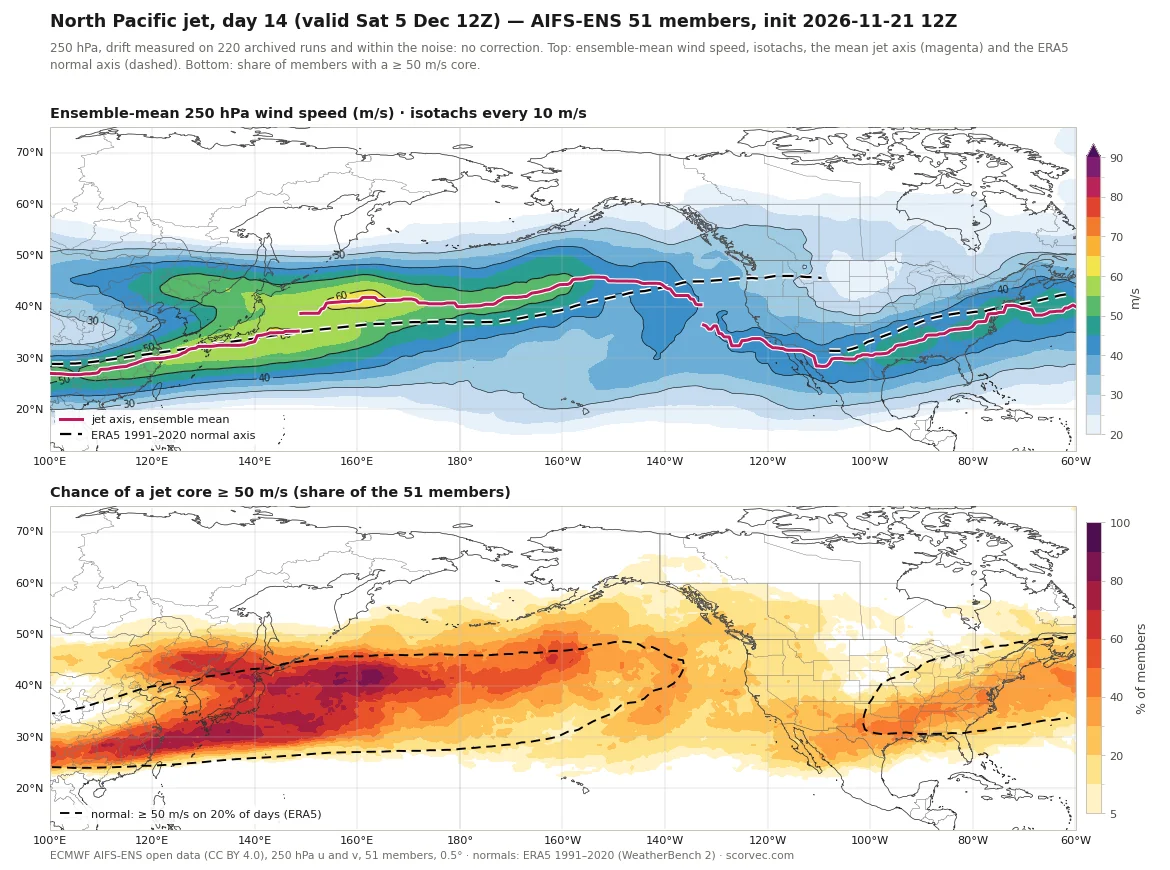 North Pacific jet, day 14 (valid Sat 5 Dec 12Z) — AIFS-ENS 51 members, init 2026-11-21 12Z
250 hPa, drift measured on 220 archived runs and within the noise: no correction. Top: ensemble-mean wind speed, isotachs, the mean jet axis (magenta) and the ERA5
normal axis (dashed). Bottom: share of members with a ≥ 50 m/s core.
Ensemble-mean 250 hPa wind speed (m/s) · isotachs every 10 m/s
70°N
60°N
50°N
40°N
30°N
20°N
30
60
40
30
50
50
40
30
jet axis, ensemble mean
ERA5 1991–2020 normal axis
100°E 120°E 140°E 160°E 180° 160°W 140°W 120°W 100°W 80°W 60°W
90
80
70
60
50
40
30
20
m/s
Chance of a jet core ≥ 50 m/s (share of the 51 members)
70°N
60°N
50°N
40°N
30°N
20°N
normal: ≥ 50 m/s on 20% of days (ERA5)
100°E 120°E 140°E 160°E 180° 160°W 140°W 120°W 100°W 80°W 60°W
100
80
60
40
20
5
% of members
ECMWF AIFS-ENS open data (CC BY 4.0), 250 hPa u and v, 51 members, 0.5° · normals: ERA5 1991–2020 (WeatherBench 2) · scorvec.com